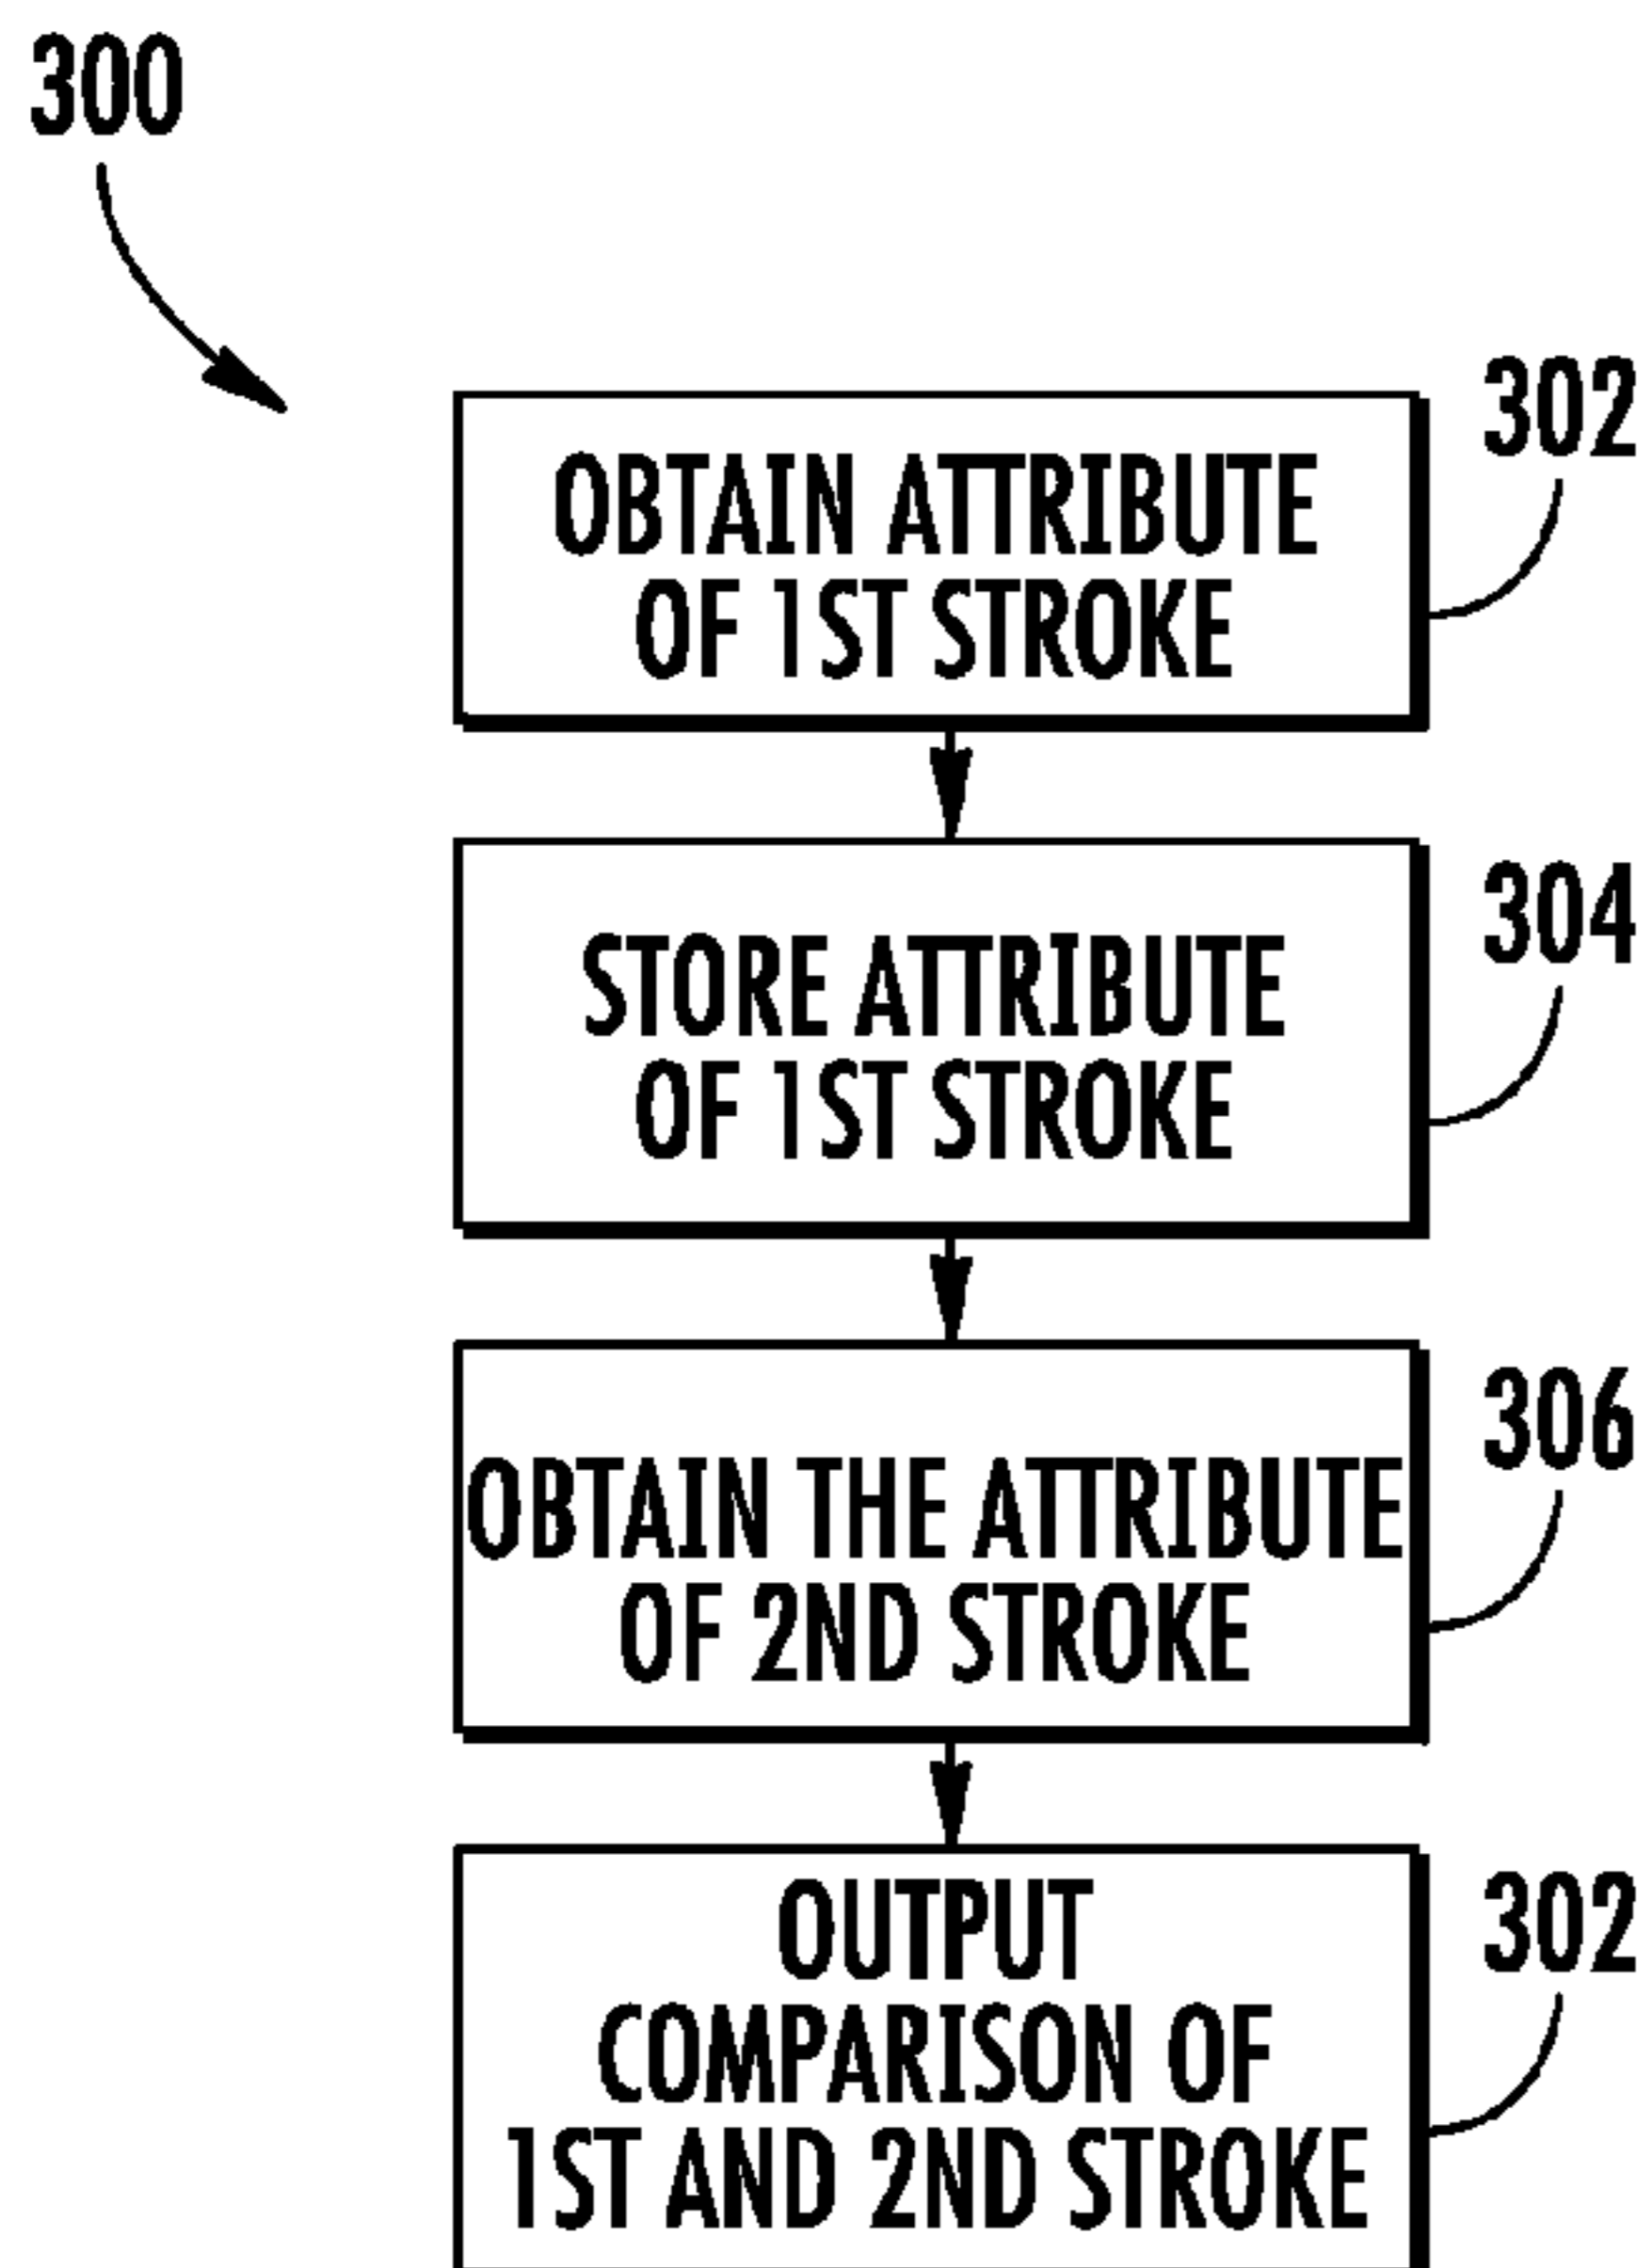 300
302
OBTAIN ATTRIBUTE
OF 1ST STROKE
304
STORE ATTRIBUTE
OF 1ST STROKE
306
OBTAIN THE ATTRIBUTE
OF 2ND STROKE
302
OUTPUT
COMPARISON OF
1ST AND 2ND STROKE